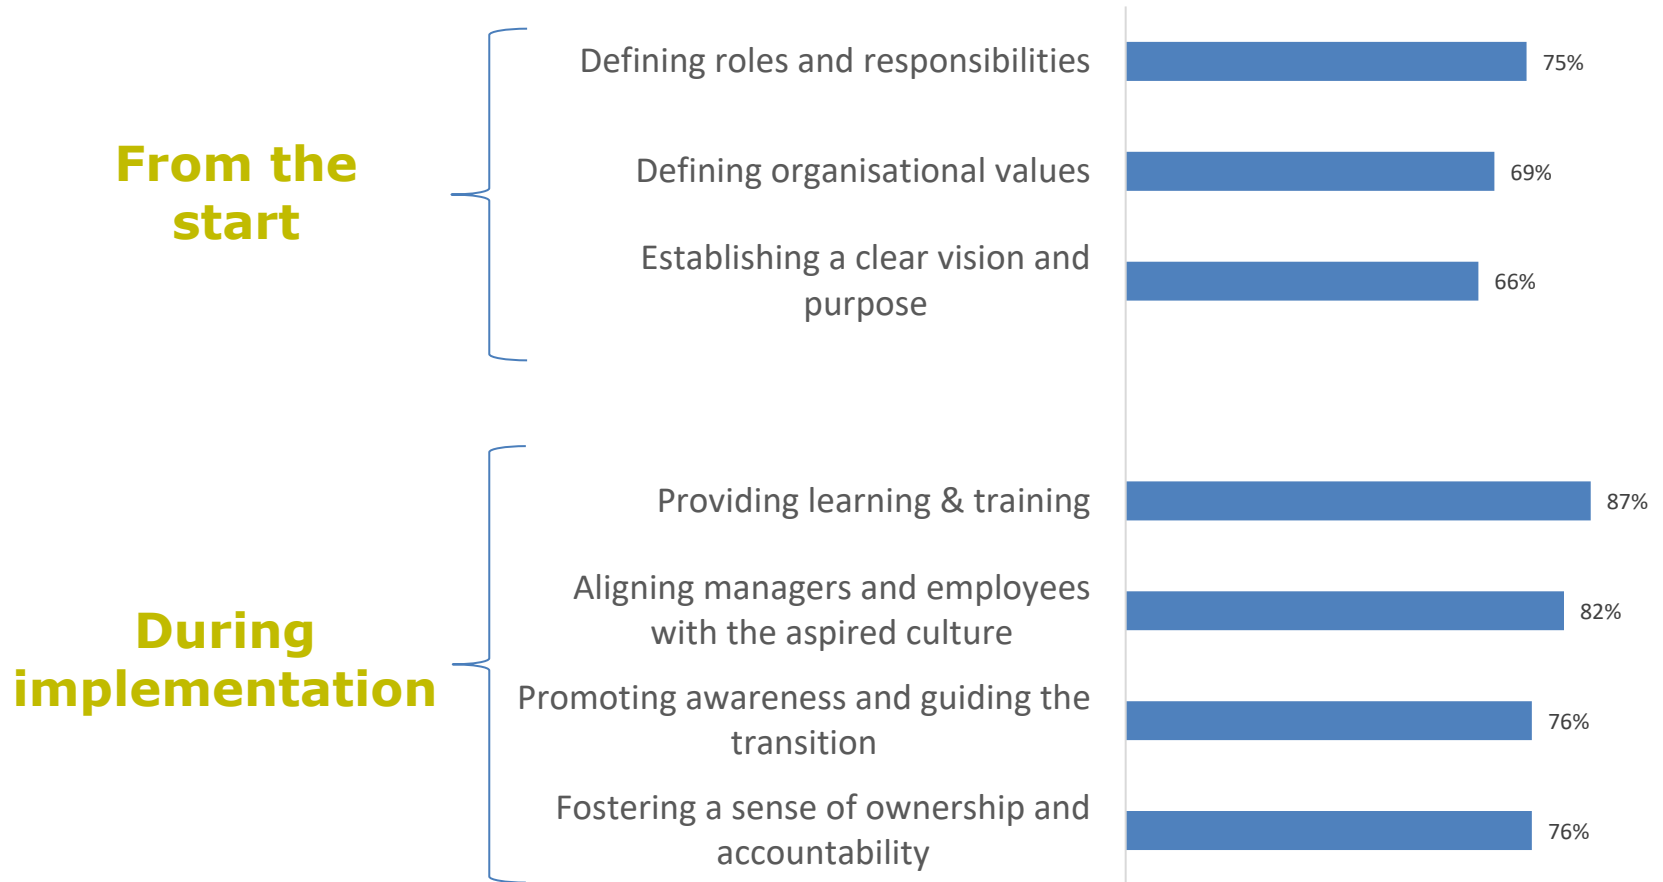 From the
start
Defining roles and responsibilities
75%
Defining organisational values
69%
Establishing a clear vision and
purpose
66%
During
implementation
Providing learning & training
87%
Aligning managers and employees
with the aspired culture
82%
Promoting awareness and guiding the
transition
76%
Fostering a sense of ownership and
accountability
76%